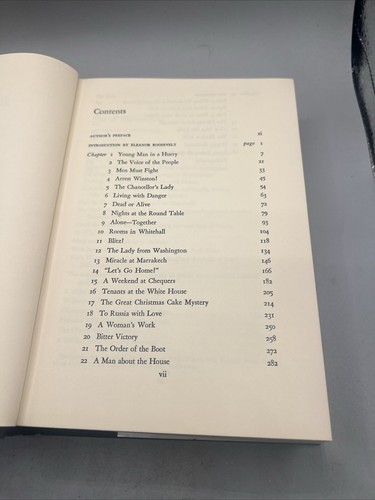 Contents
AUTHOR'S PREFACE xi
INTRODUCTION BY ELEANOR ROOSEVELT page 1
Chapter 1 Young Man in a Hurry 7
2 The Voice of the People 21
3 Men Must Fight 33
4 Arrest Winston! 45
5 The Chancellor's Lady 54
6 Living with Danger 63
7 Dead or Alive 72
8 Nights at the Round Table 79
9 Alone—Together 93
10 Rooms in Whitehall 104
11 Blitz! 118
12 The Lady from Washington 134
13 Miracle at Marrakech 146
14 "Let's Go Home!" 166
15 A Weekend at Chequers 182
16 Tenants at the White House 205
17 The Great Christmas Cake Mystery 214
18 To Russia with Love 231
19 A Woman's Work 250
20 Bitter Victory 258
21 The Order of the Boot 272
22 A Man about the House 282
vii